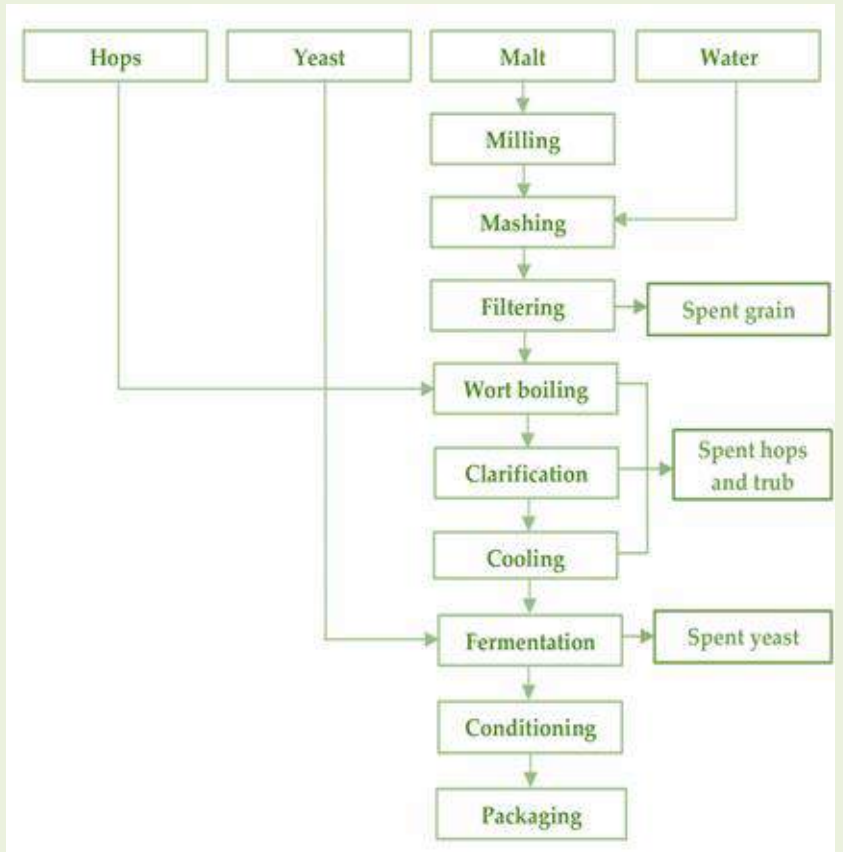 Hops
Yeast
Malt
Water
Milling
Mashing
Filtering
Spent grain
Wort boiling
Clarification
Spent hops
and trub
Cooling
Fermentation
Spent yeast
Conditioning
Packaging